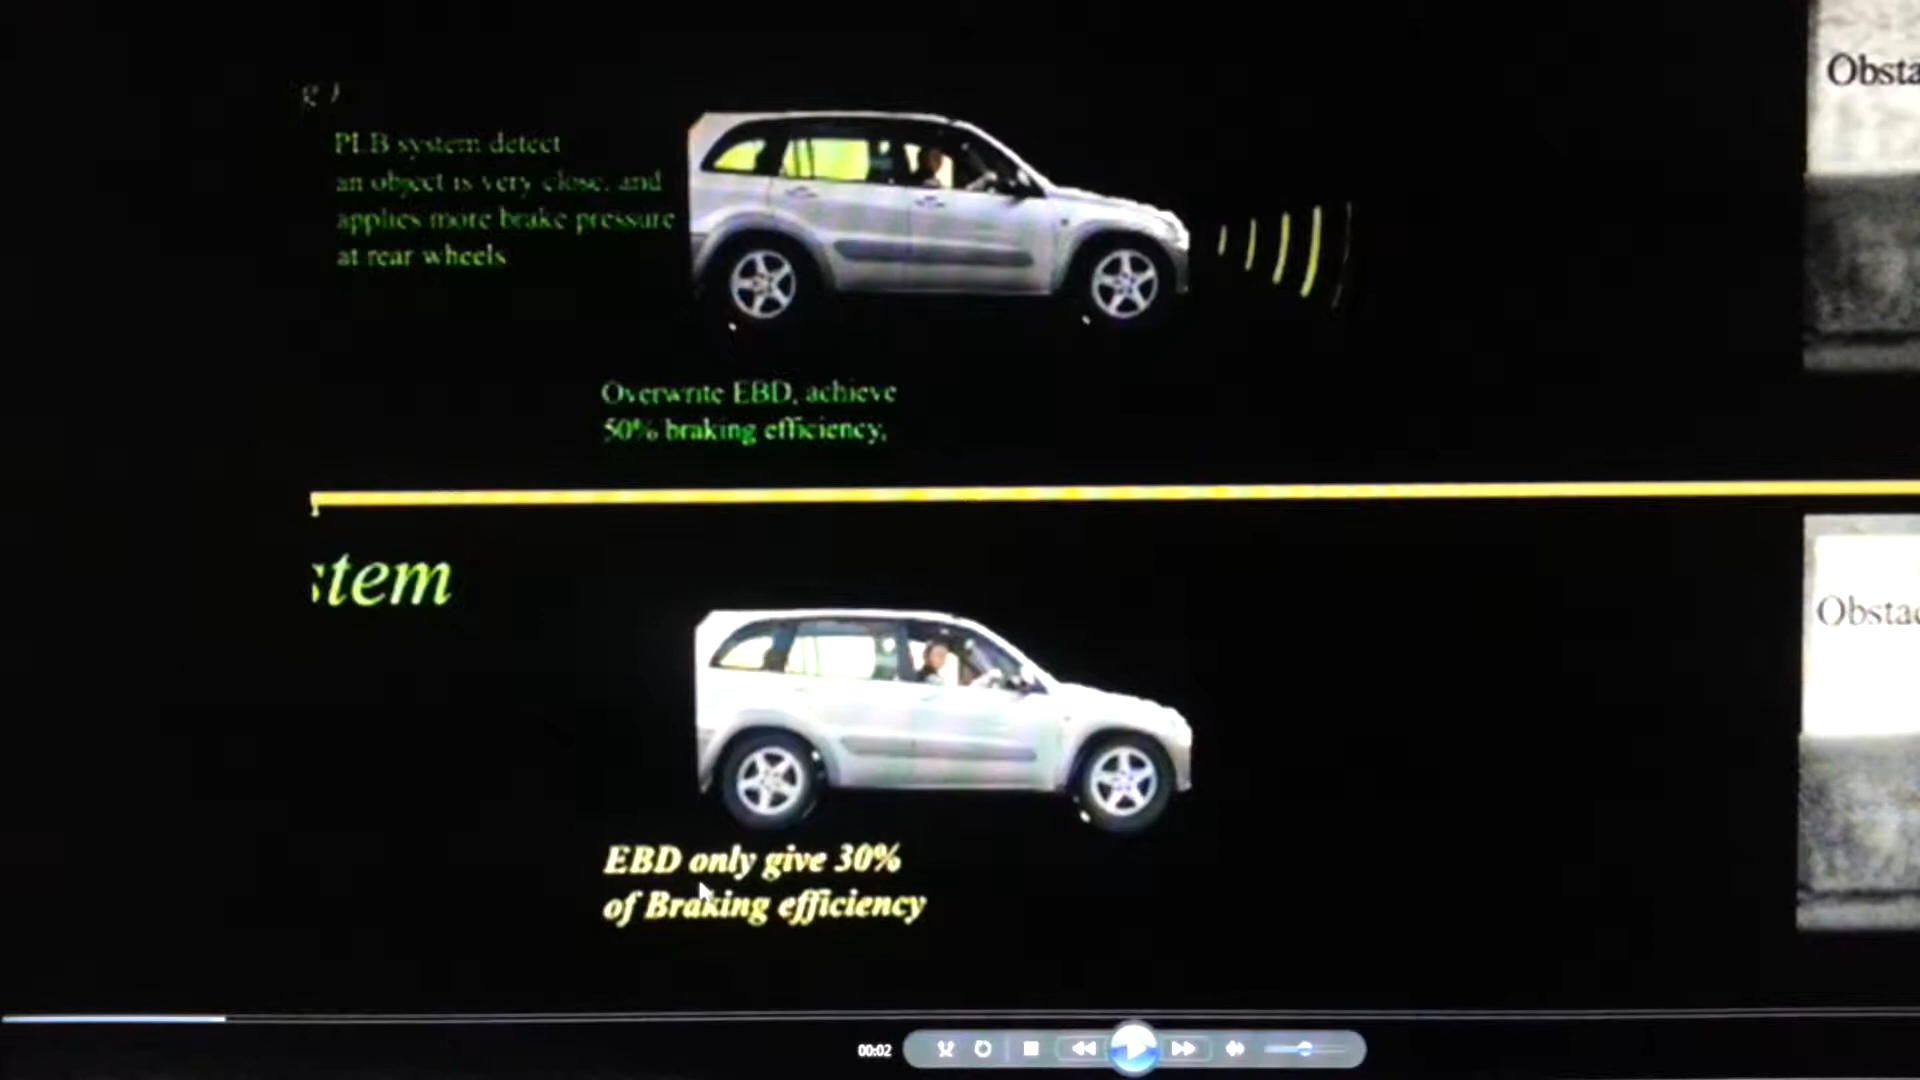 g )
Obsta
PLB system detect
an object is very close, and
applies more brake pressure
at rear wheels
Overwrite EBD, achieve
50% braking efficiency,
stem
Obstac
EBD only give 30%
of Braking efficiency
00:02